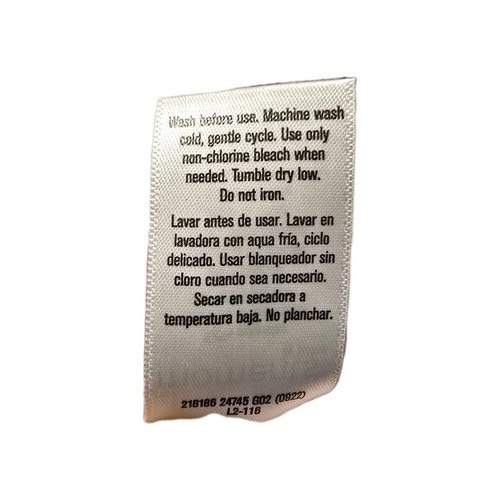 Wash before use. Machine wash
cold, gentle cycle. Use only
non-chlorine bleach when
needed. Tumble dry low.
Do not iron.
Lavar antes de usar. Lavar en
lavadora con aqua fría, ciclo
delicado. Usar blanqueador sin
cloro cuando sea necesario.
Secar en secadora a
temperatura baja. No planchar.
218186 24745 G02 (0922)
L2-116